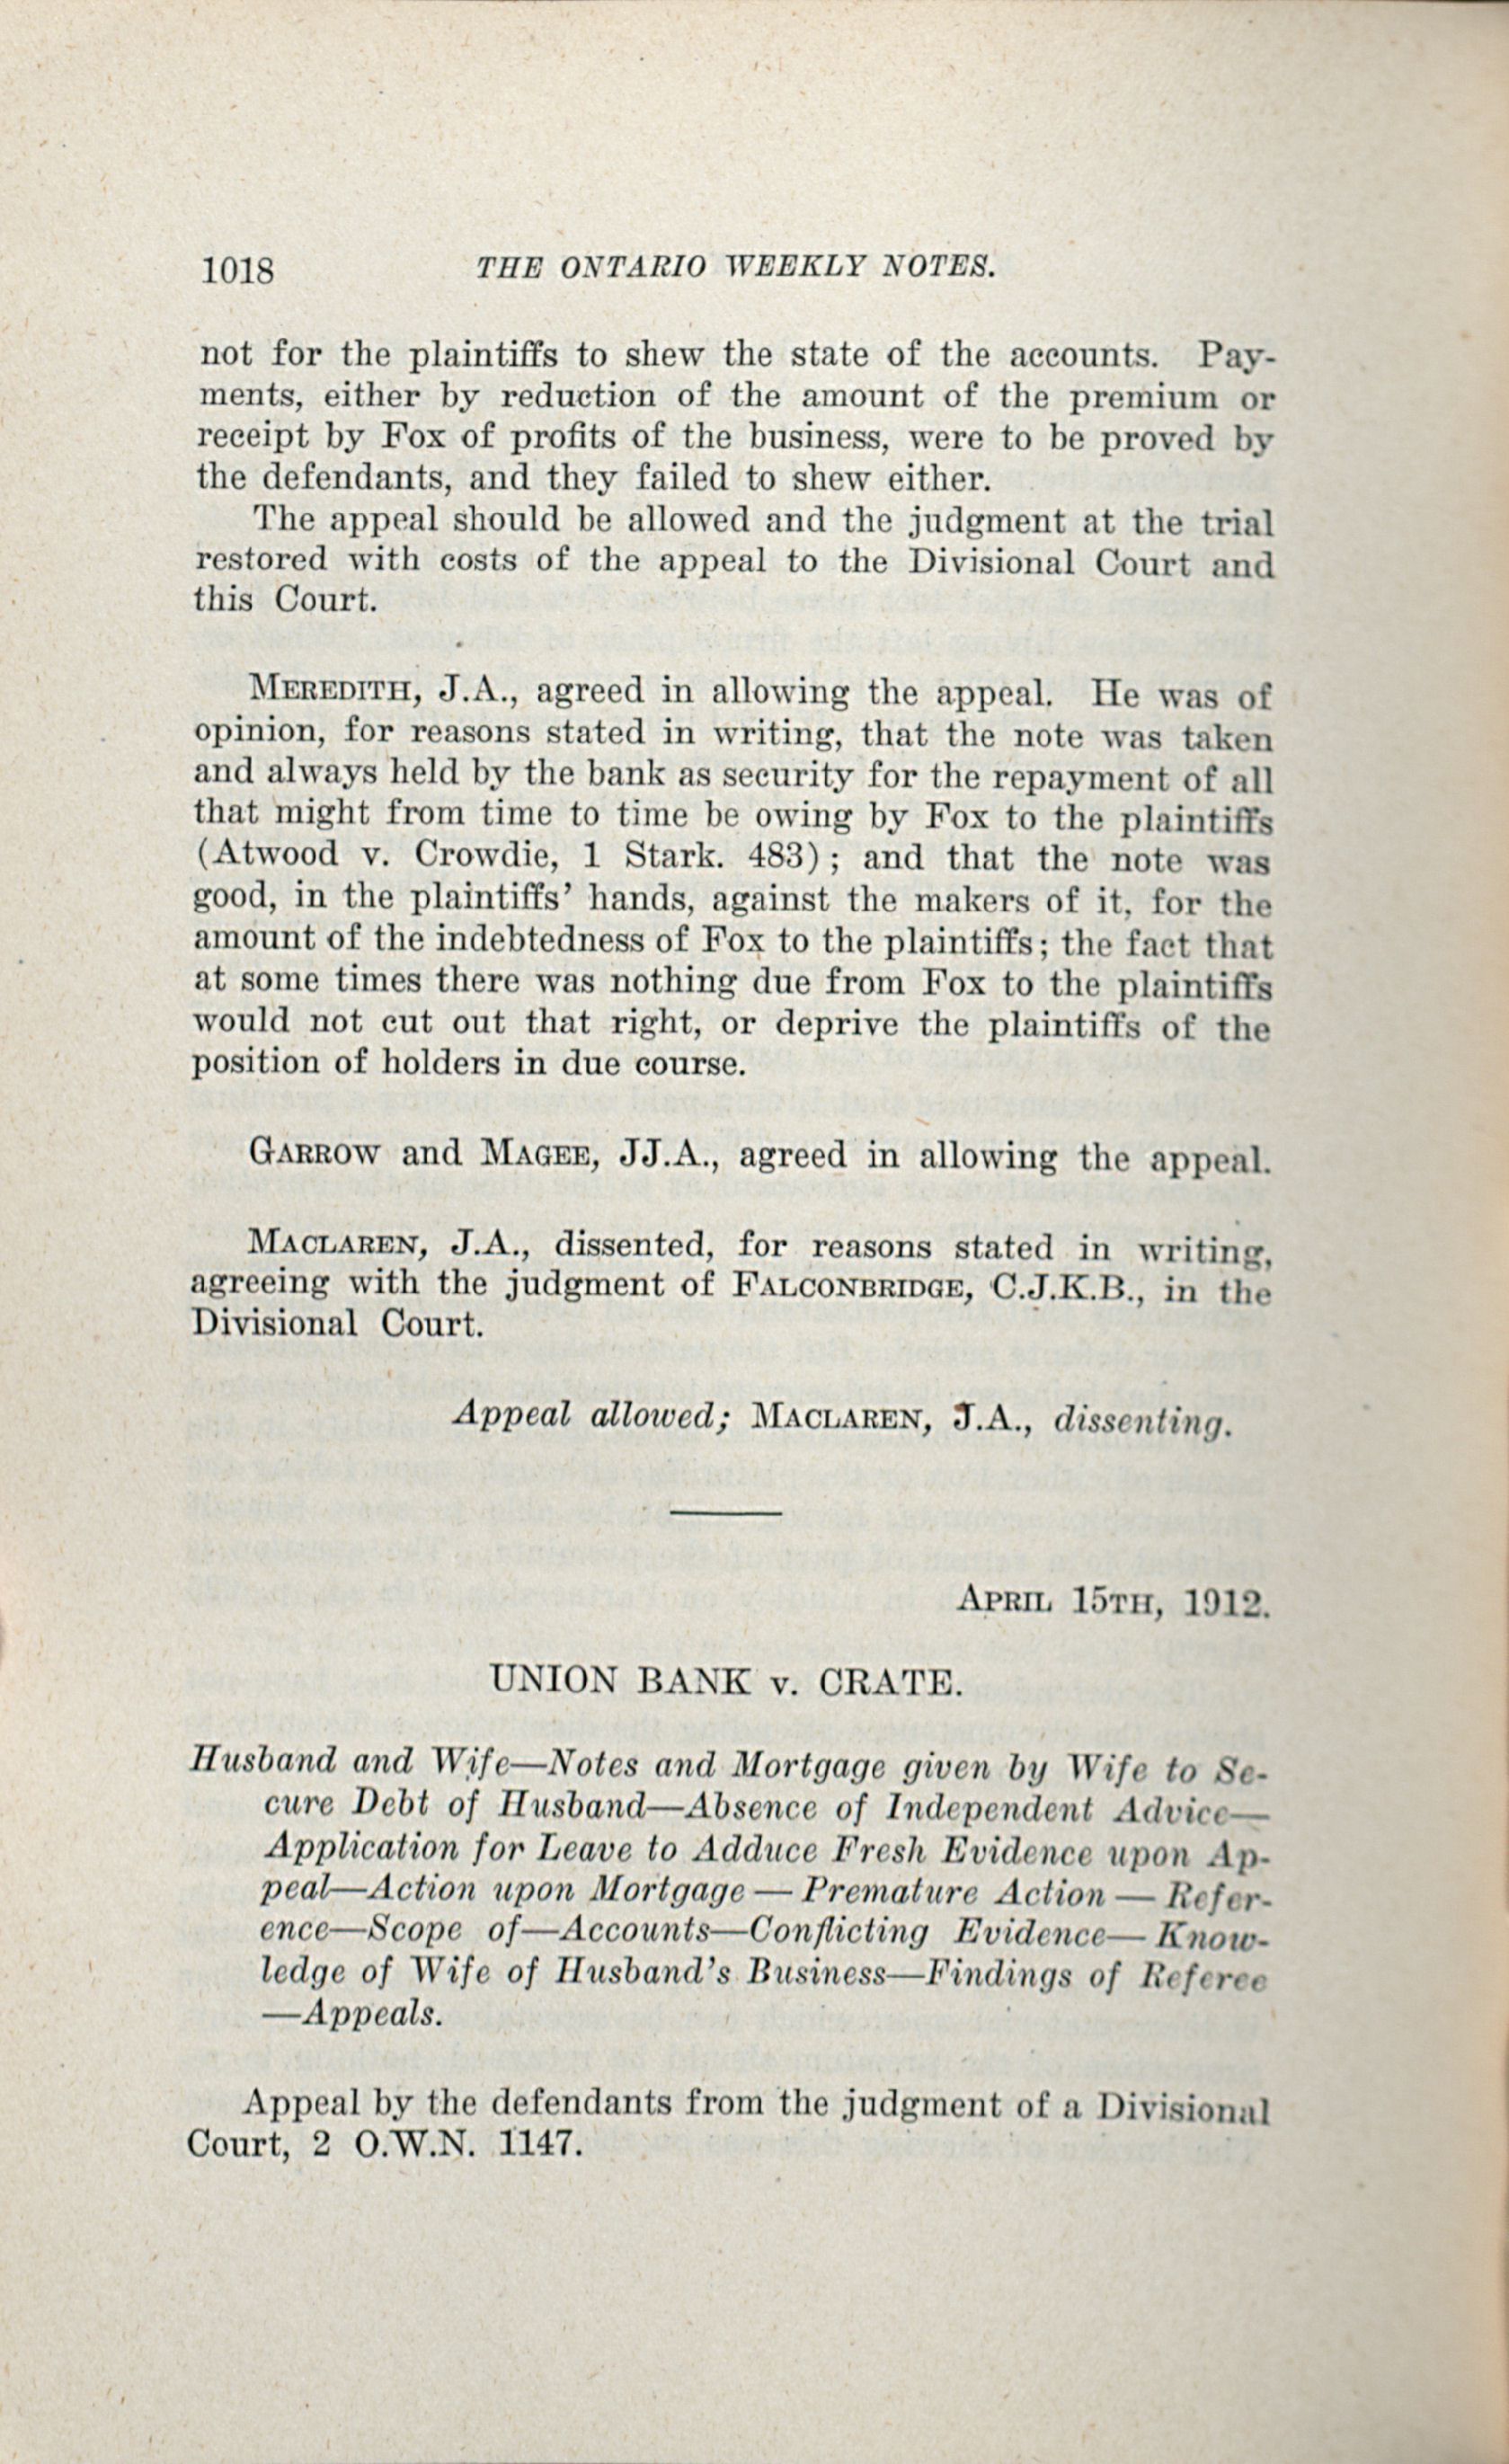 1018 THE ONTARIO WEEKLY NOTES.
not for the plaintiffs to shew the state of the accounts. Pay-
ments, either by reduction of the amount of the premium or
receipt by Fox of profits of the business, were to be proved by
the defendants, and they failed to shew either.
The appeal should be allowed and the judgment at the trial
restored with costs of the appeal to the Divisional Court and
this Court.
MEREDITH, J.A., agreed in allowing the appeal. He was of
opinion, for reasons stated in writing, that the note was taken
and always held by the bank as security for the repayment of all
that might from time to time be owing by Fox to the plaintiffs
(Atwood v. Crowdie, 1 Stark. 483); and that the note was
good, in the plaintiffs' hands, against the makers of it, for the
amount of the indebtedness of Fox to the plaintiffs; the fact that
at some times there was nothing due from Fox to the plaintiffs
would not cut out that right, or deprive the plaintiffs of the
position of holders in due course.
GARROW and MAGEE, JJ.A., agreed in allowing the appeal.
MACLAREN, J.A., dissented, for reasons stated in writing,
agreeing with the judgment of FALCONBRIDGE, C.J.K.B., in the
Divisional Court.
Appeal allowed; MACLAREN, J.A., dissenting.
APRIL 15TH, 1912.
UNION BANK v. CRATE.
Husband and Wife—Notes and Mortgage given by Wife to Se-
cure Debt of Husband—Absence of Independent Advice—
Application for Leave to Adduce Fresh Evidence upon Ap-
peal—Action upon Mortgage — Premature Action — Refer-
ence—Scope of—Accounts—Conflicting Evidence— Know-
ledge of Wife of Husband's Business—Findings of Referee
—Appeals.
Appeal by the defendants from the judgment of a Divisional
Court, 2 O.W.N. 1147.